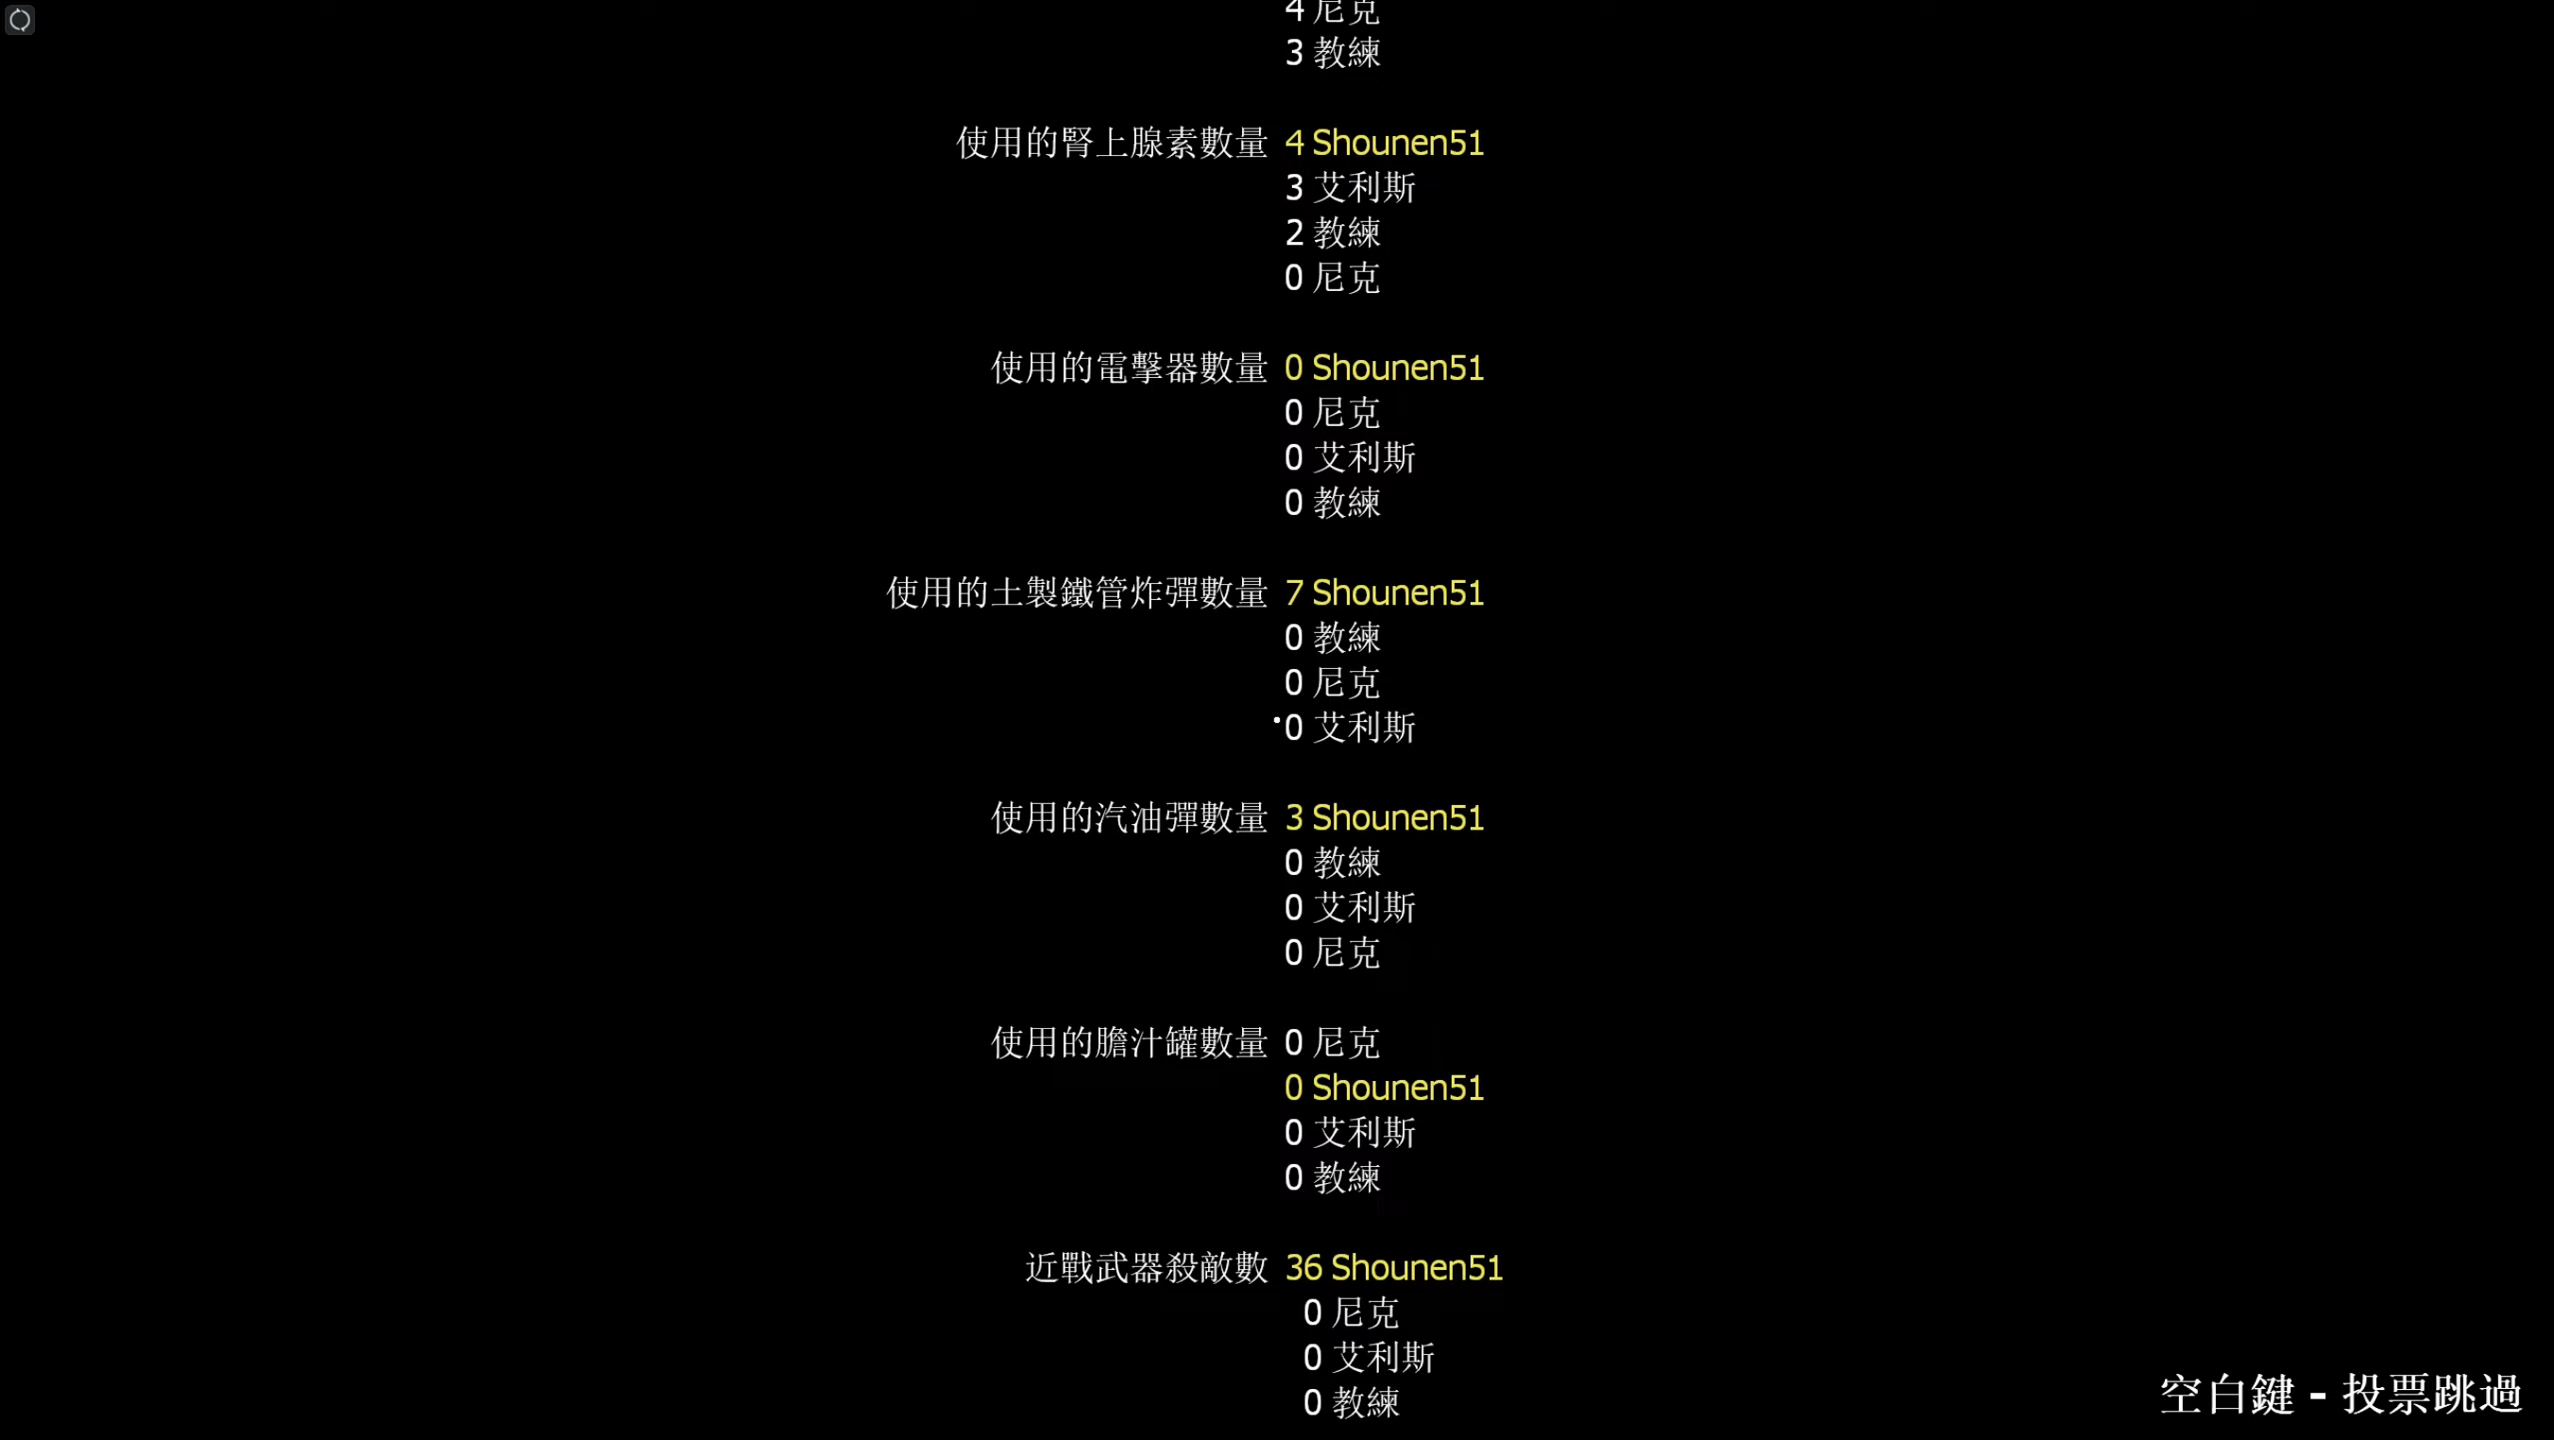 4 尼克
3 教練
使用的腎上腺素數量 4 Shounen51
3 艾利斯
2 教練
0 尼克
使用的電擊器數量 0 Shounen51
0 尼克
0 艾利斯
0 教練
使用的土製鐵管炸彈數量 7 Shounen51
0 教練
0 尼克
0 艾利斯
使用的汽油彈數量 3 Shounen51
0 教練
0 艾利斯
0 尼克
使用的膽汁罐數量 0 尼克
0 Shounen51
0 艾利斯
0 教練
近戰武器殺敵數 36 Shounen51
0 尼克
0 艾利斯
0 教練
空白鍵 - 投票跳過